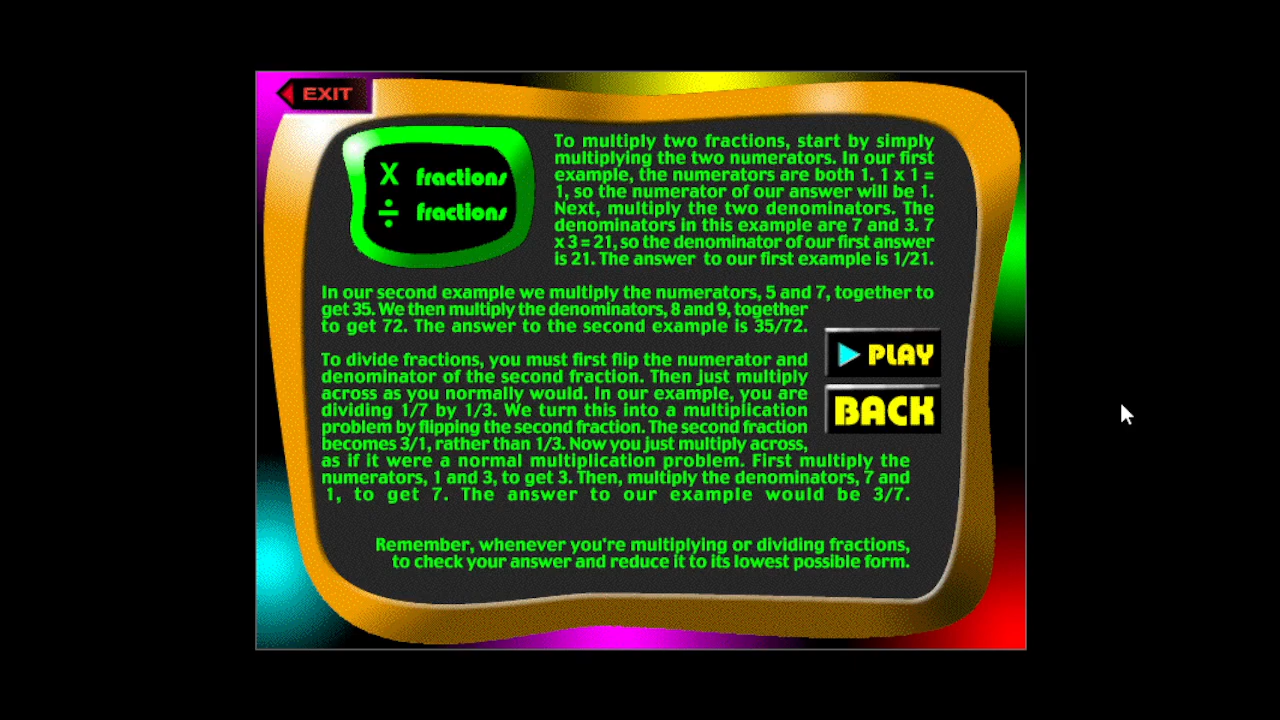 EXIT
X fractions
÷ fractions
To multiply two fractions, start by simply
multiplying the two numerators. In our first
example, the numerators are both 1. 1 x 1 =
1, so the numerator of our answer will be 1.
Next, multiply the two denominators. The
denominators in this example are 7 and 3. 7
x 3 = 21, so the denominator of our first answer
is 21. The answer to our first example is 1/21.
In our second example we multiply the numerators, 5 and 7, together to
get 35. We then multiply the denominators, 8 and 9, together
to get 72. The answer to the second example is 35/72.
To divide fractions, you must first flip the numerator and
denominator of the second fraction. Then just multiply
across as you normally would. In our example, you are
dividing 1/7 by 1/3. We turn this into a multiplication
problem by flipping the second fraction. The second fraction
becomes 3/1, rather than 1/3. Now you just multiply across,
as if it were a normal multiplication problem. First multiply the
numerators, 1 and 3, to get 3. Then, multiply the denominators, 7 and
1, to get 7. The answer to our example would be 3/7.
PLAY
BACK
Remember, whenever you're multiplying or dividing fractions,
to check your answer and reduce it to its lowest possible form.